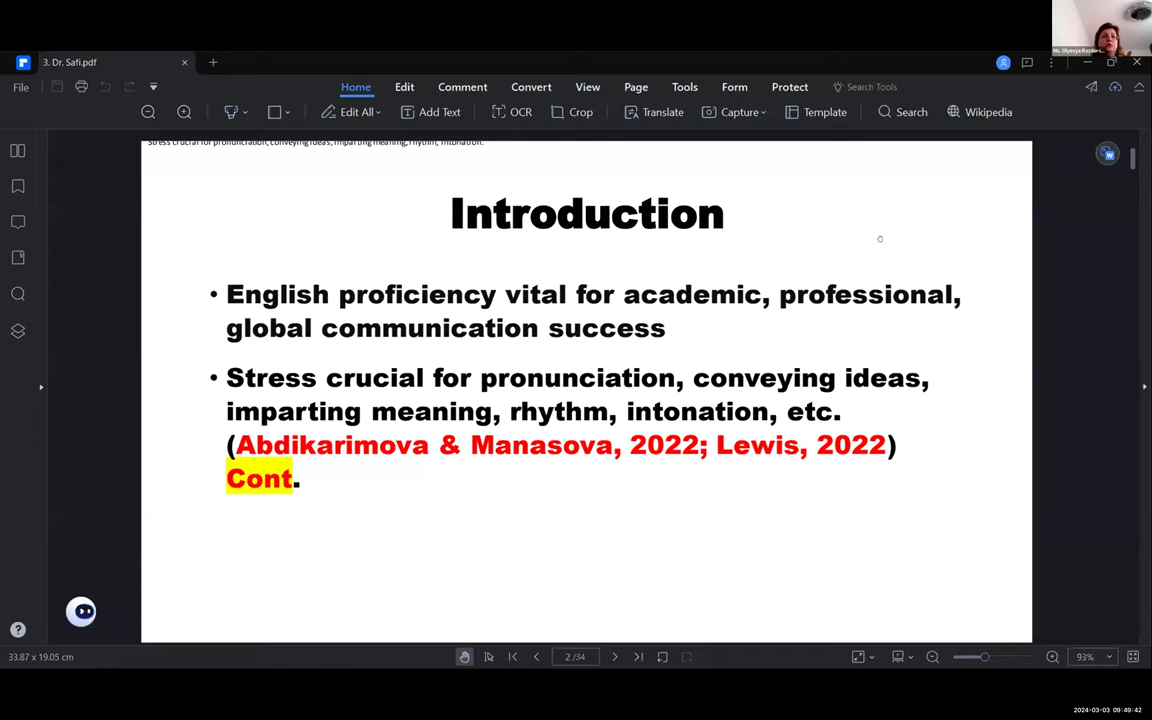 Ms. Olyesya Razdors...
3. Dr. Safi.pdf
File
Home
Edit
Comment
Convert
View
Page
Tools
Form
Protect
Search Tools
Edit All
Add Text
OCR
Crop
Translate
Capture
Template
Search
Wikipedia
Stress crucial for pronunciation, conveying ideas, imparting meaning, rhythm, intonation.
Introduction
• English proficiency vital for academic, professional,
global communication success
• Stress crucial for pronunciation, conveying ideas,
imparting meaning, rhythm, intonation, etc.
(Abdikarimova & Manasova, 2022; Lewis, 2022)
Cont.
33.87 x 19.05 cm
2 /34
93%
2024-03-03 09:49:42